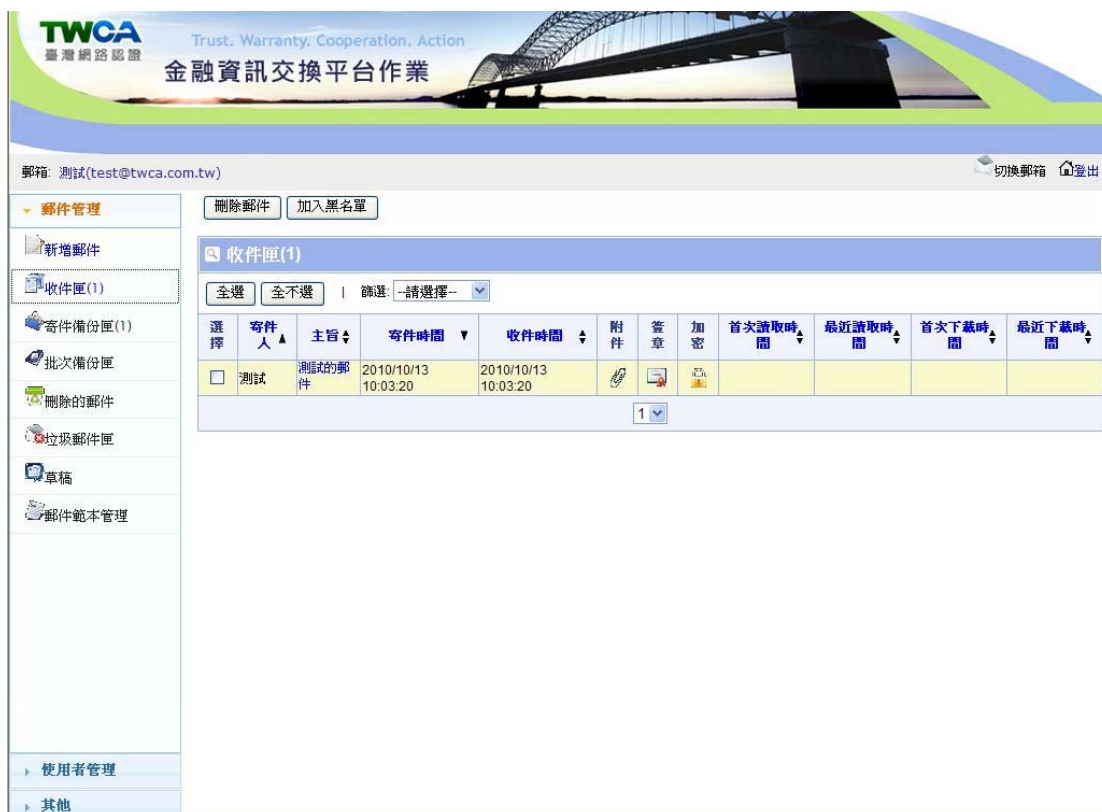 TWCA
臺灣網路認證
Trust. Warranty. Cooperation. Action
金融資訊交換平台作業
郵箱: 測試(test@twca.com.tw)
切換郵箱 登出
郵件管理
刪除郵件 加入黑名單
新增郵件
收件匣(1)
收件匣(1)
全選 全不選 | 篩選: --請選擇--
寄件備份匣(1)
選擇 寄件人 主旨 寄件時間 收件時間 附件 簽章 加密 首次讀取時間 最近讀取時間 首次下載時間 最近下載時間
批次備份匣
測試 測試的郵件 2010/10/13 10:03:20 2010/10/13 10:03:20
刪除的郵件
1
垃圾郵件匣
草稿
郵件範本管理
使用者管理
其他